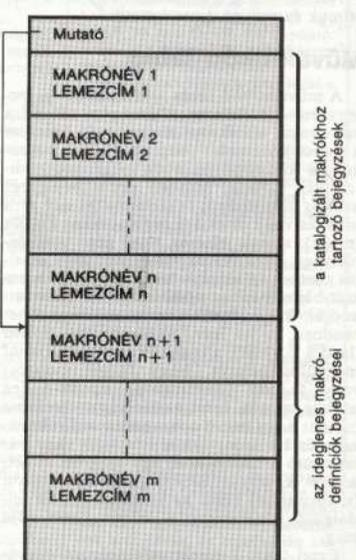 Mutató
MAKRÓNÉV 1
LEMEZCÍM 1
MAKRÓNÉV 2
LEMEZCÍM 2
MAKRÓNÉV n
LEMEZCÍM n
a katalogizált makrókhoz
tartozó bejegyzések
MAKRÓNÉV n+1
LEMEZCÍM n+1
MAKRÓNÉV m
LEMEZCÍM m
az ideiglenes makró-
definíciók bejegyzései